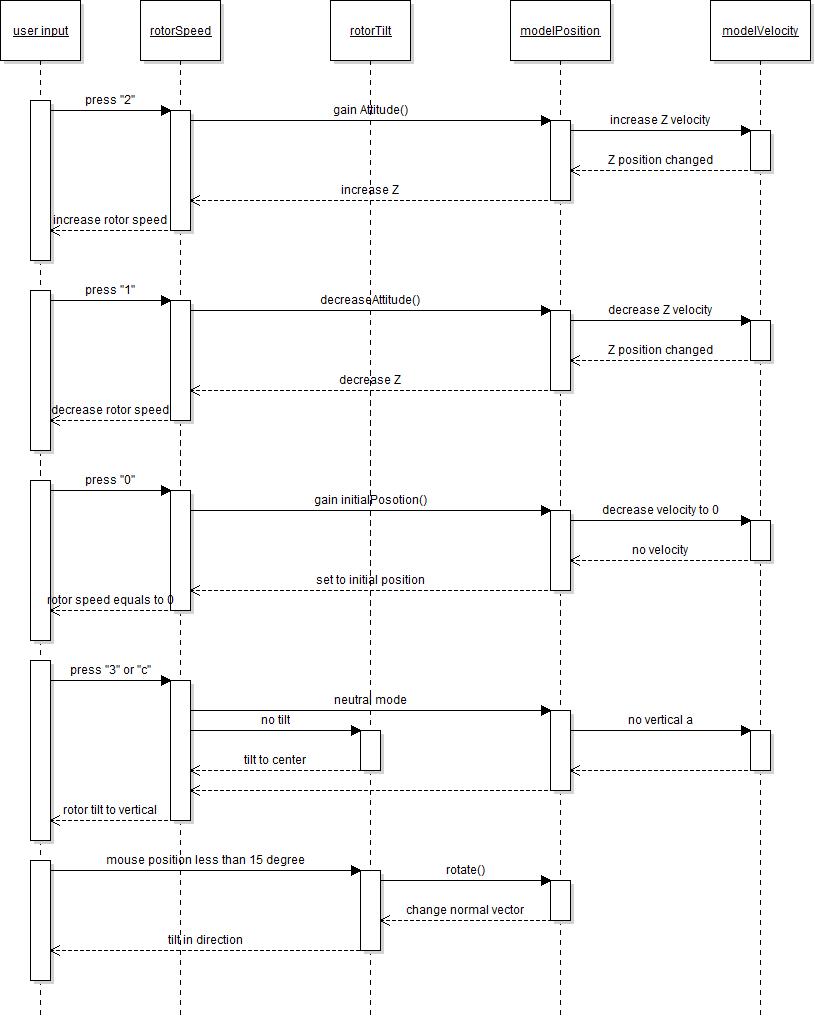 user input
rotorSpeed
rotorTilt
modelPosition
modelVelocity
press "2"
gain Attitude()
increase Z velocity
Z position changed
increase Z
increase rotor speed
press "1"
decreaseAttitude()
decrease Z velocity
Z position changed
decrease Z
decrease rotor speed
press "0"
gain initialPosotion()
decrease velocity to 0
no velocity
set to initial position
rotor speed equals to 0
press "3" or "c"
neutral mode
no tilt
no vertical a
tilt to center
rotor tilt to vertical
mouse position less than 15 degree
rotate()
change normal vector
tilt in direction